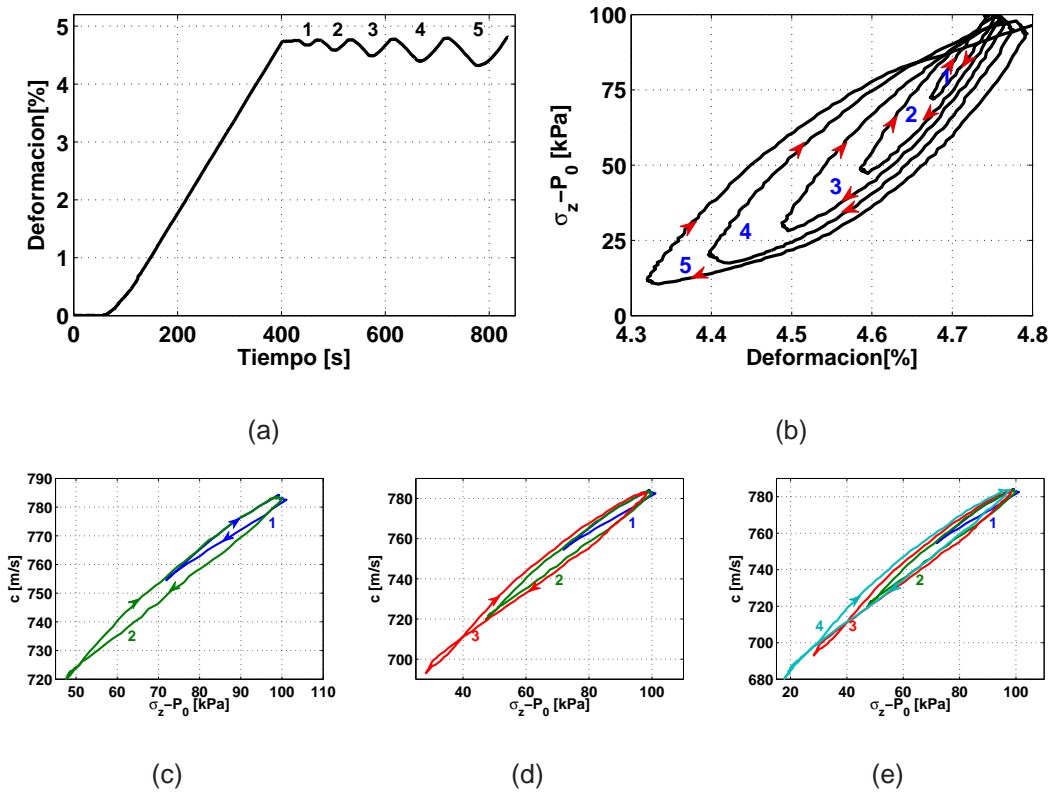 5
4
3
2
1
0
Deformacion[%]
1 2 3 4 5
0 200 400 600 800
Tiempo [s]
(a)
100
75
50
25
0
σz−P0 [kPa]
1
2
3
4
5
4.3 4.4 4.5 4.6 4.7 4.8
Deformacion[%]
(b)
790
780
770
760
750
740
730
720
c [m/s]
1
2
50 60 70 80 90 100 110
σz−P0 [kPa]
(c)
780
760
740
720
700
c [m/s]
1
2
3
40 60 80 100
σz−P0 [kPa]
(d)
780
760
740
720
700
680
c [m/s]
1
2
4
3
20 40 60 80 100
σz−P0 [kPa]
(e)